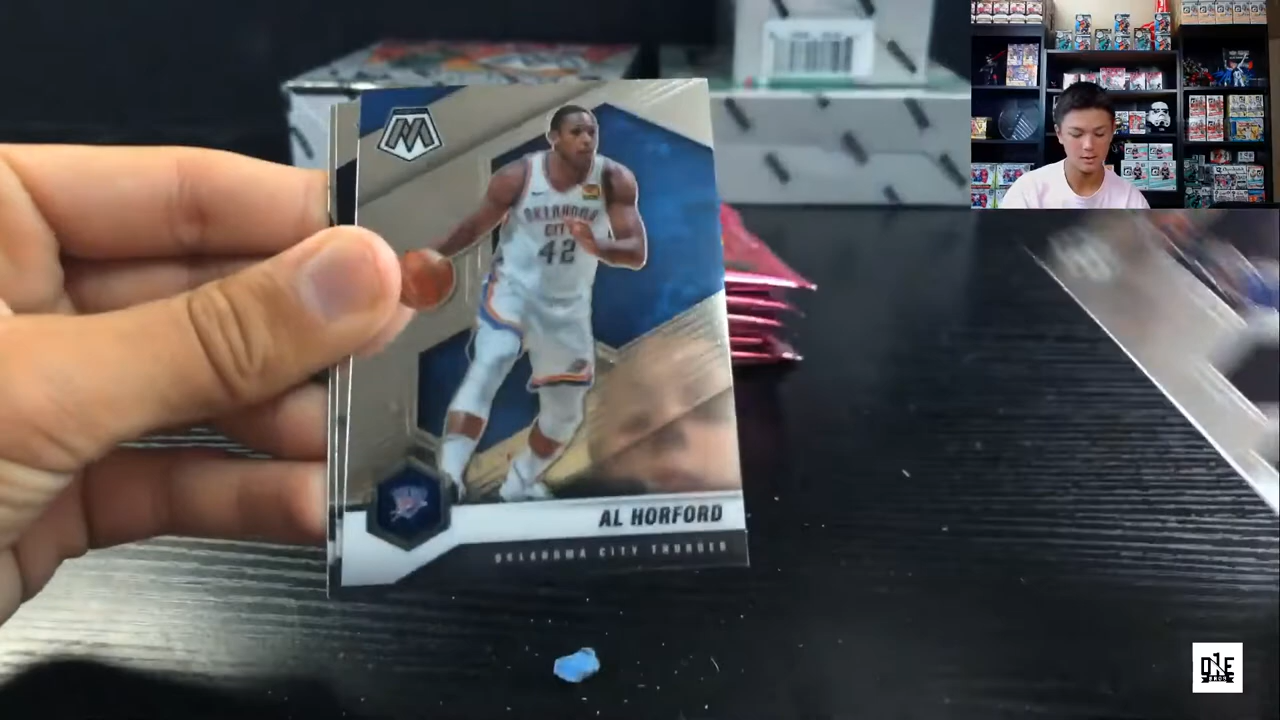 M
OKLAHOMA
CITY
42
AL HORFORD
OKLAHOMA CITY THUNDER